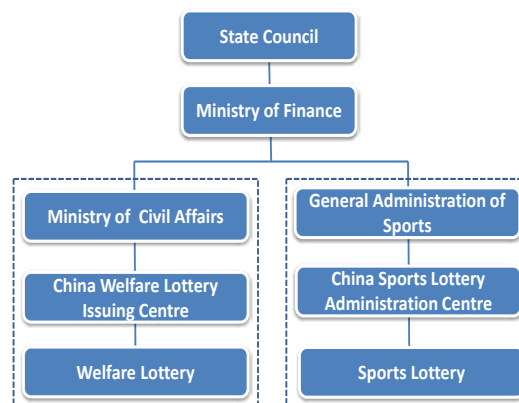 State Council
Ministry of Finance
Ministry of Civil Affairs
China Welfare Lottery
Issuing Centre
Welfare Lottery
General Administration of
Sports
China Sports Lottery
Administration Centre
Sports Lottery